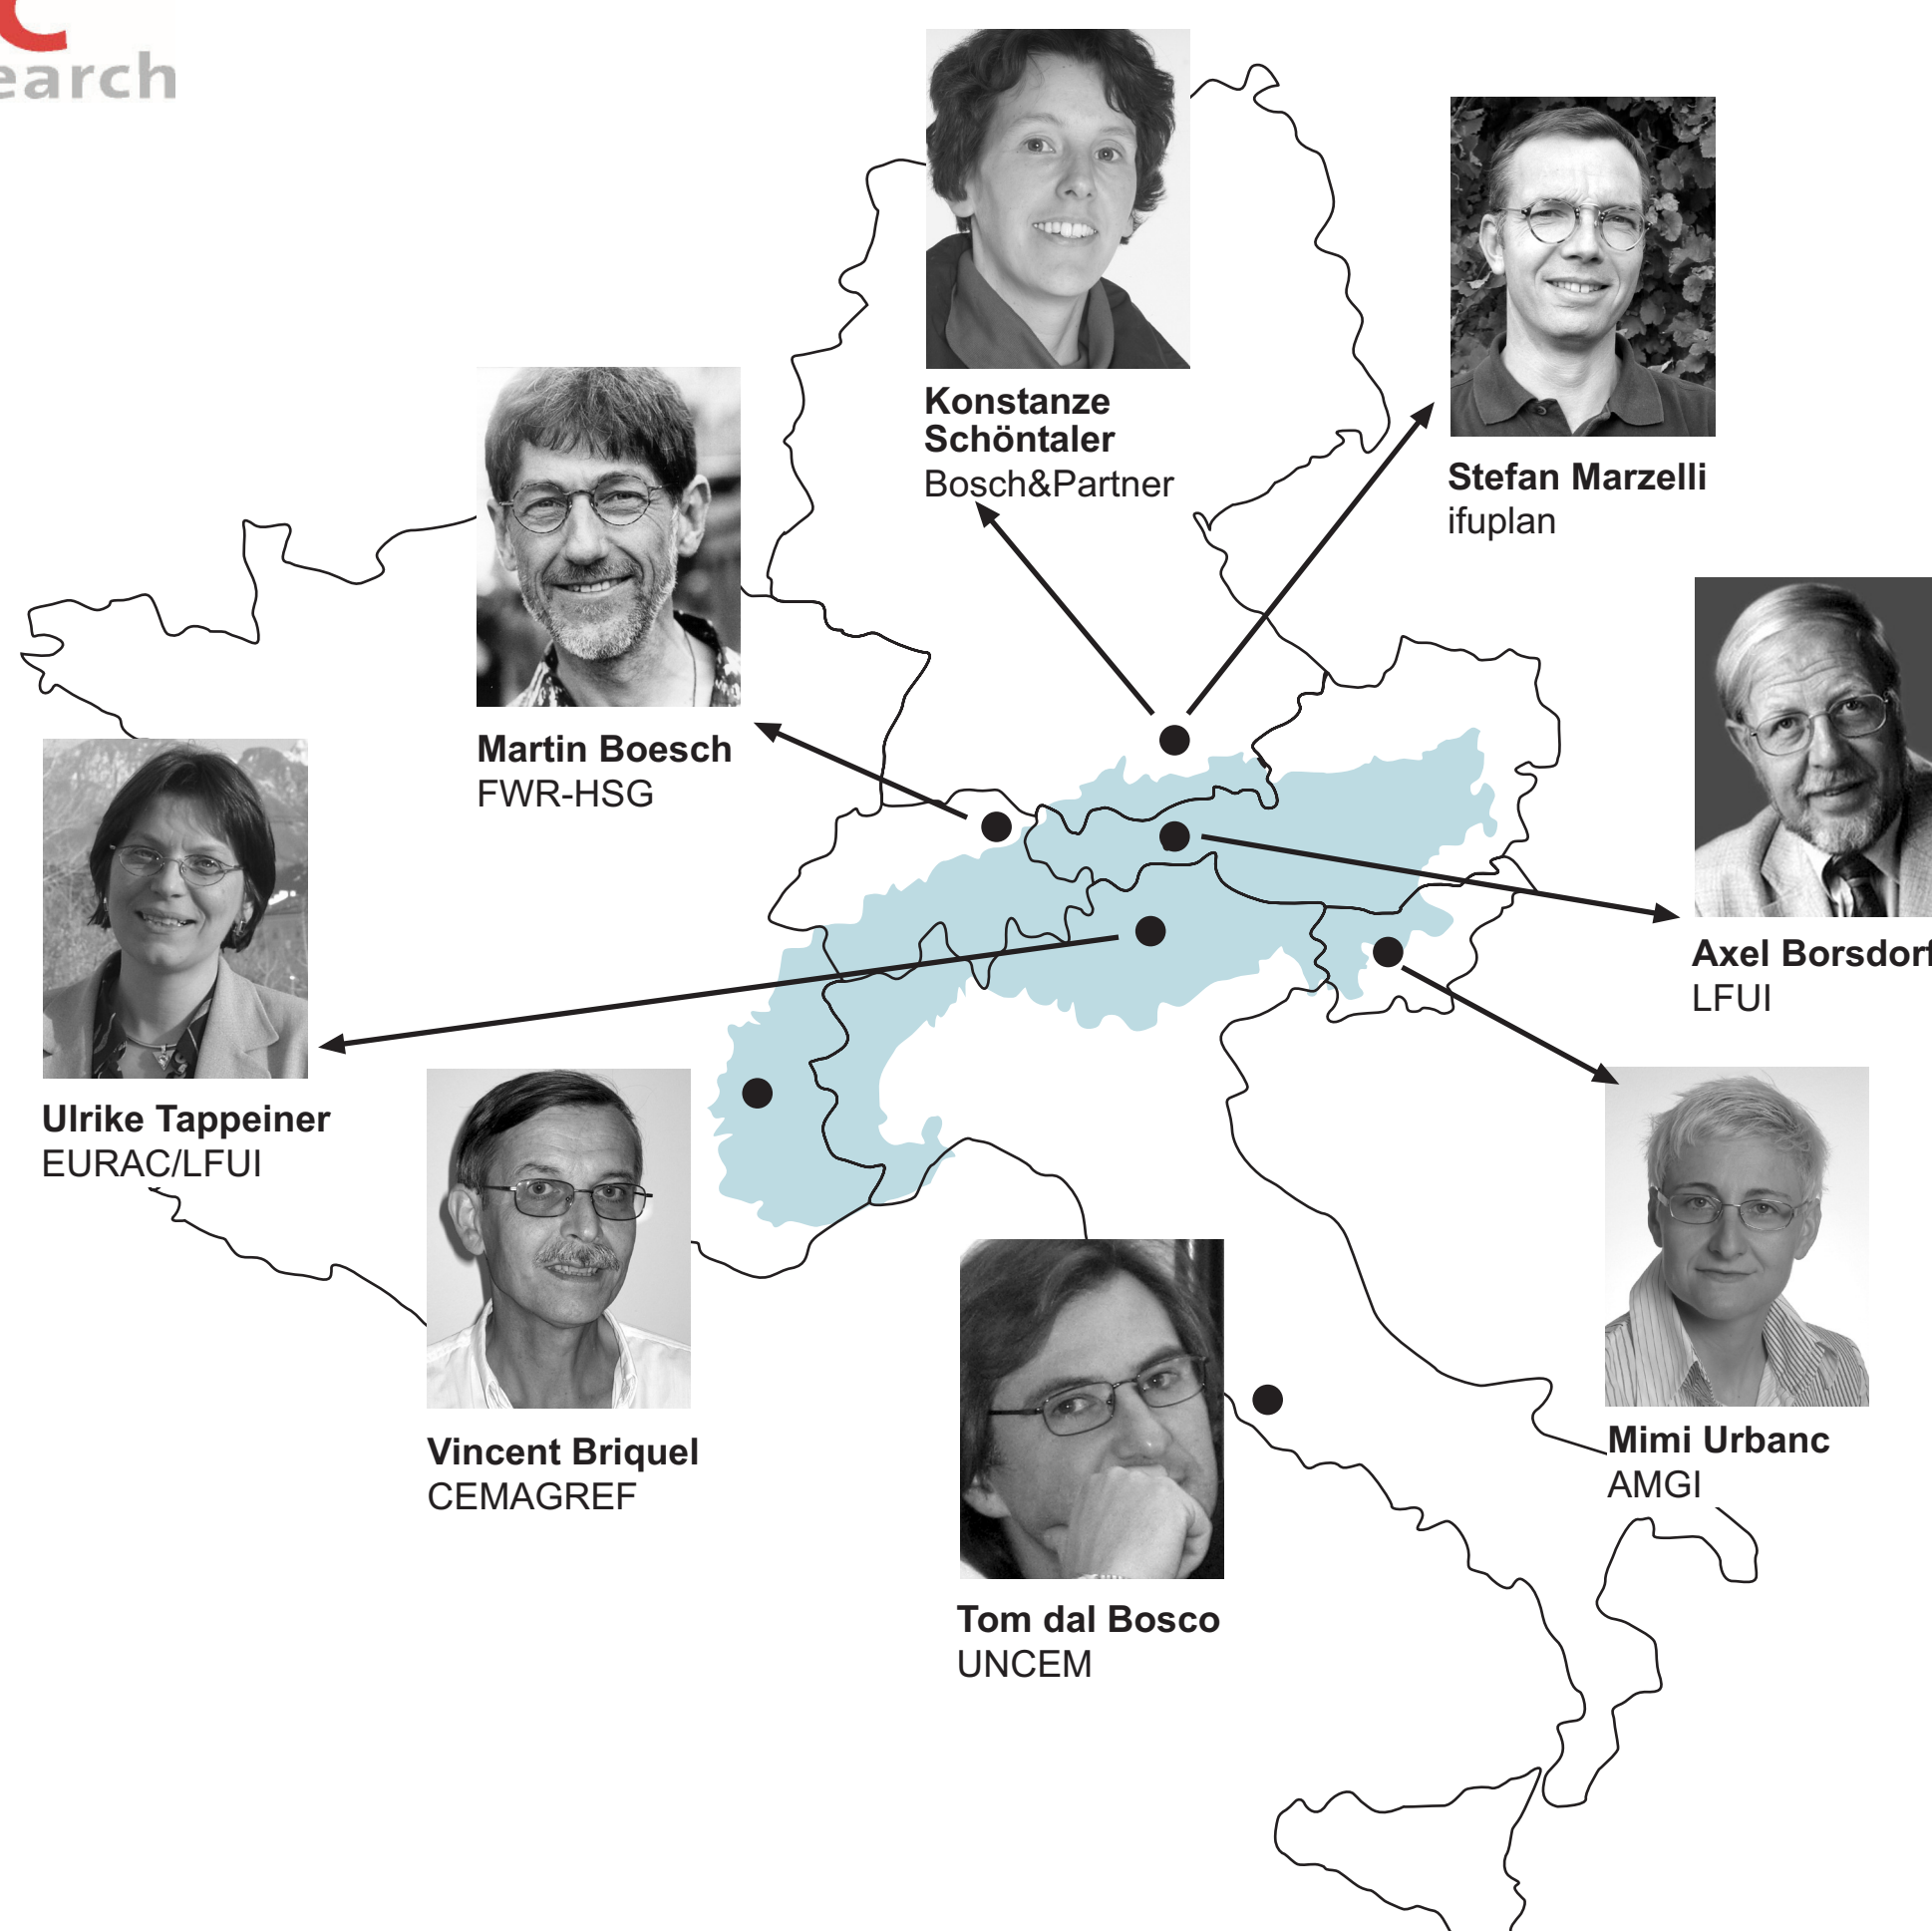 Konstanze
Schöntaler
Bosch&Partner
Stefan Marzelli
ifuplan
Martin Boesch
FWR-HSG
Axel Borsdorf
LFUI
Ulrike Tappeiner
EURAC/LFUI
Vincent Briquel
CEMAGREF
Mimi Urbanc
AMGI
Tom dal Bosco
UNCEM